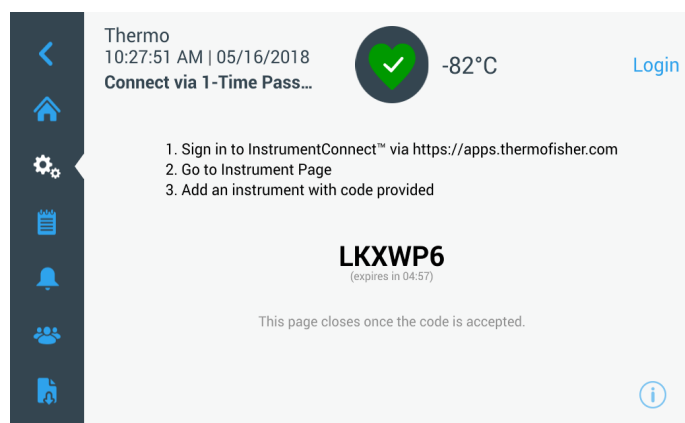 Thermo
10:27:51 AM | 05/16/2018
Connect via 1-Time Pass...
-82°C
Login
1. Sign in to InstrumentConnect™ via https://apps.thermofisher.com
2. Go to Instrument Page
3. Add an instrument with code provided
LKXWP6
(expires in 04:57)
This page closes once the code is accepted.